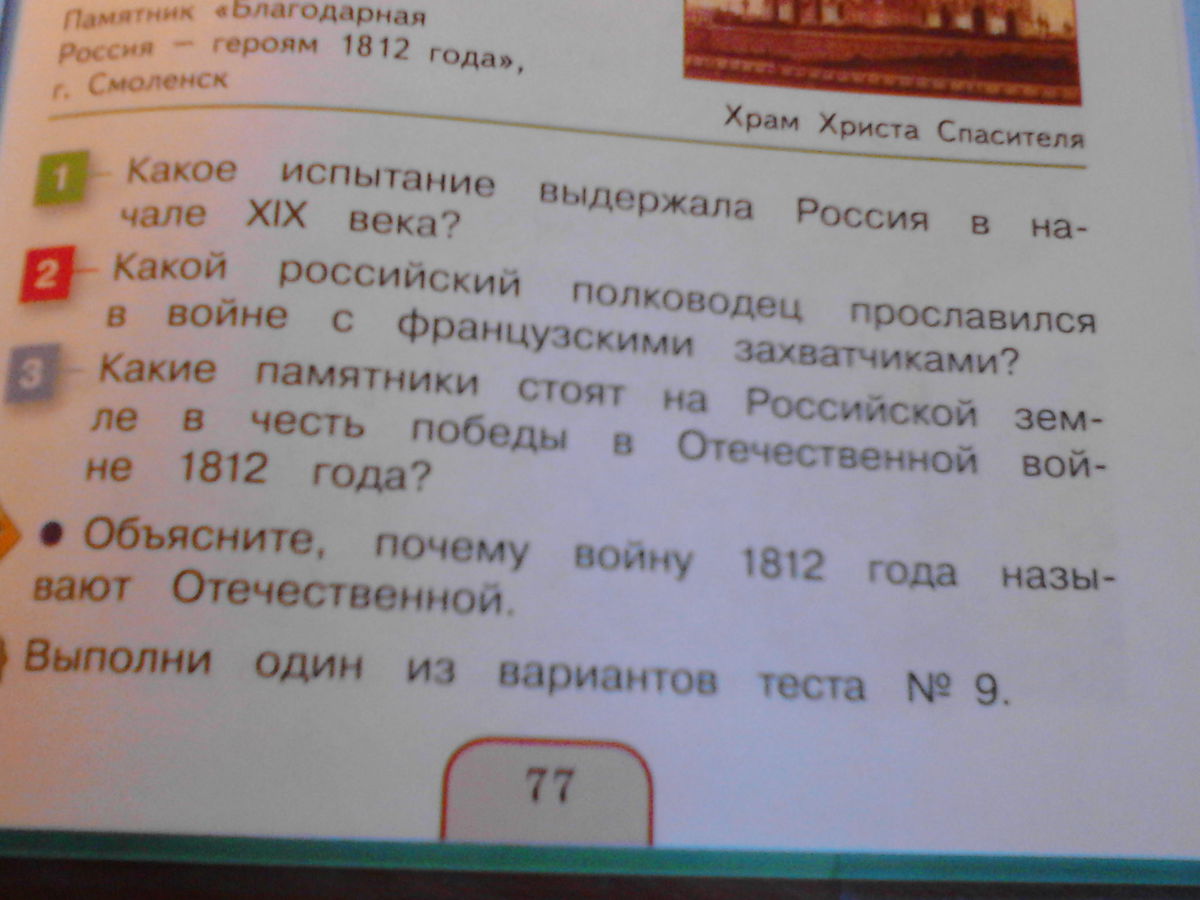 Памятник «Благодарная
Россия — героям 1812 года»,
г. Смоленск
Храм Христа Спасителя
1 Какое испытание выдержала Россия в на-
чале XIX века?
2 Какой российский полководец прославился
в войне с французскими захватчиками?
3 Какие памятники стоят на Российской зем-
ле в честь победы в Отечественной вой-
не 1812 года?
• Объясните, почему войну 1812 года назы-
вают Отечественной.
Выполни один из вариантов теста № 9.
77